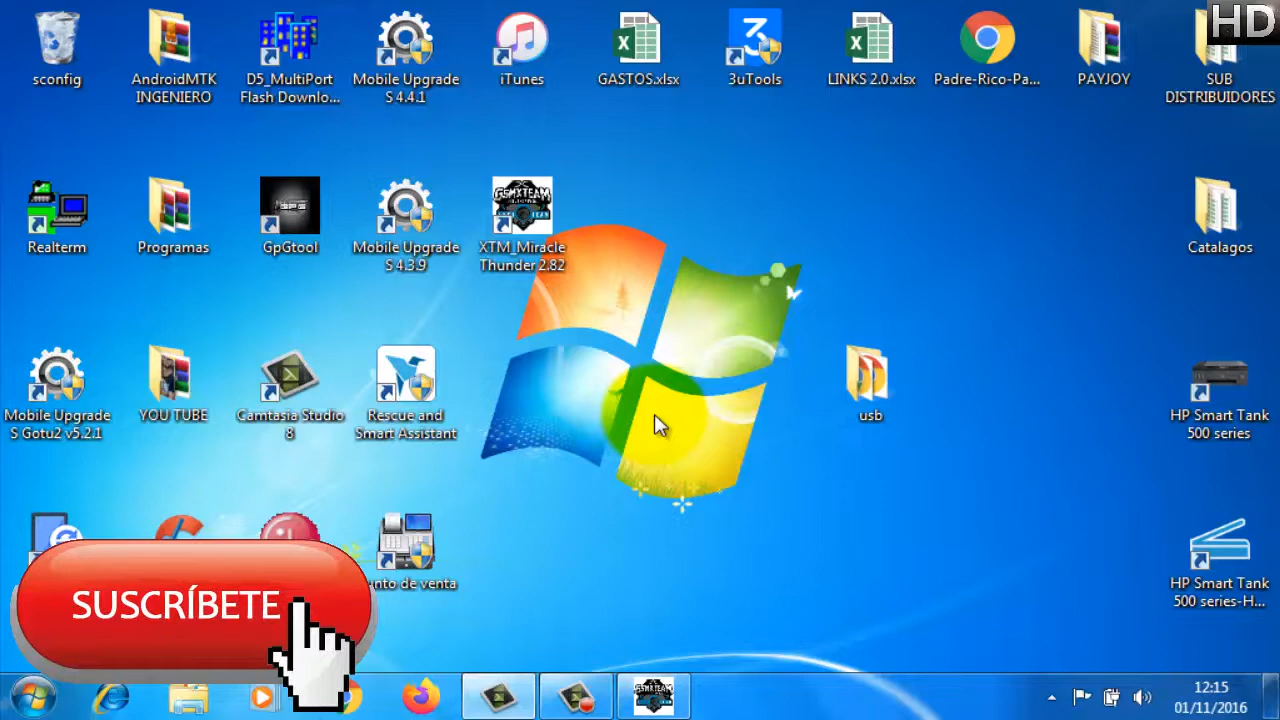 HD
sconfig
AndroidMTK
INGENIERO
D5_MultiPort
Flash Downlo...
Mobile Upgrade
S 4.4.1
iTunes
GASTOS.xlsx
3uTools
LINKS 2.0.xlsx
Padre-Rico-Pa...
PAYJOY
SUB
DISTRIBUIDORES
Realterm
Programas
GpGtool
Mobile Upgrade
S 4.3.9
GSMXTEAM
XTM_Miracle
Thunder 2.82
Catalagos
Mobile Upgrade
S Gotu2 v5.2.1
YOU TUBE
Camtasia Studio
8
Rescue and
Smart Assistant
usb
HP Smart Tank
500 series
nto de venta
HP Smart Tank
500 series-H...
SUSCRÍBETE
GSMXTEAM
12:15
01/11/2016